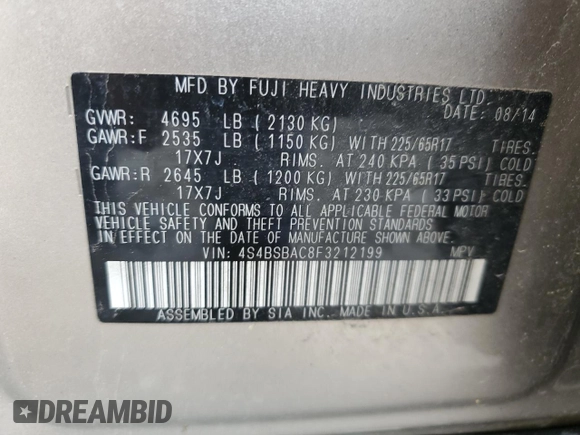 MFD. BY FUJI HEAVY INDUSTRIES LTD.
DATE: 08/14
GVWR: 4695 LB ( 2130 KG)
GAWR:F 2535 LB ( 1150 KG) WITH 225/65R17 TIRES
17X7J RIMS. AT 240 KPA ( 35 PSI) COLD
GAWR:R 2645 LB ( 1200 KG) WITH 225/65R17 TIRES
17X7J RIMS. AT 230 KPA ( 33 PSI) COLD
THIS VEHICLE CONFORMS TO ALL APPLICABLE FEDERAL MOTOR
VEHICLE SAFETY AND THEFT PREVENTION STANDARDS
IN EFFECT ON THE DATE OF MANUFACTURE SHOWN ABOVE.
VIN: 4S4BSBAC8F3212199 MPV
ASSEMBLED BY SIA INC. MADE IN U.S.A.
DREAMBID